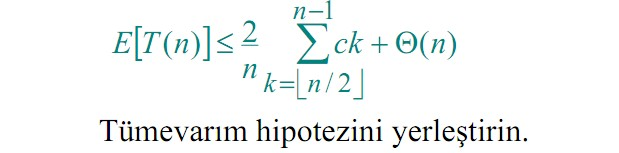 E[T(n)] ≤ 2/n ∑_{k=⌊n/2⌋}^{n−1} ck + Θ(n)
Tümevarım hipotezini yerleştirin.